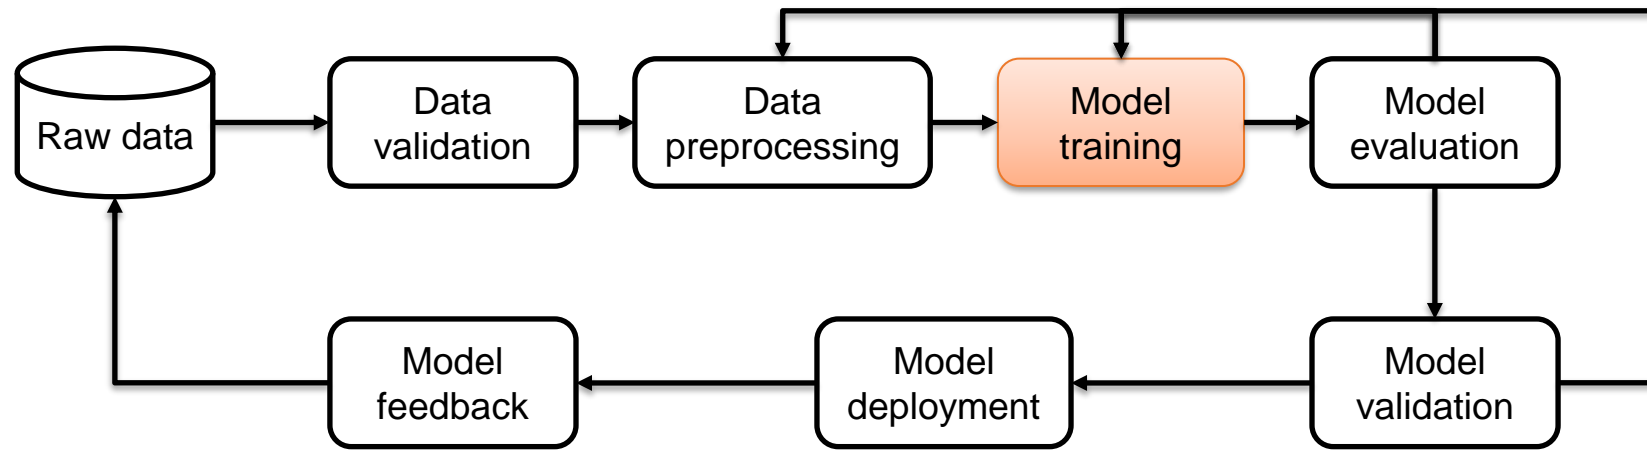 Raw data
Data
validation
Data
preprocessing
Model
training
Model
evaluation
Model
feedback
Model
deployment
Model
validation